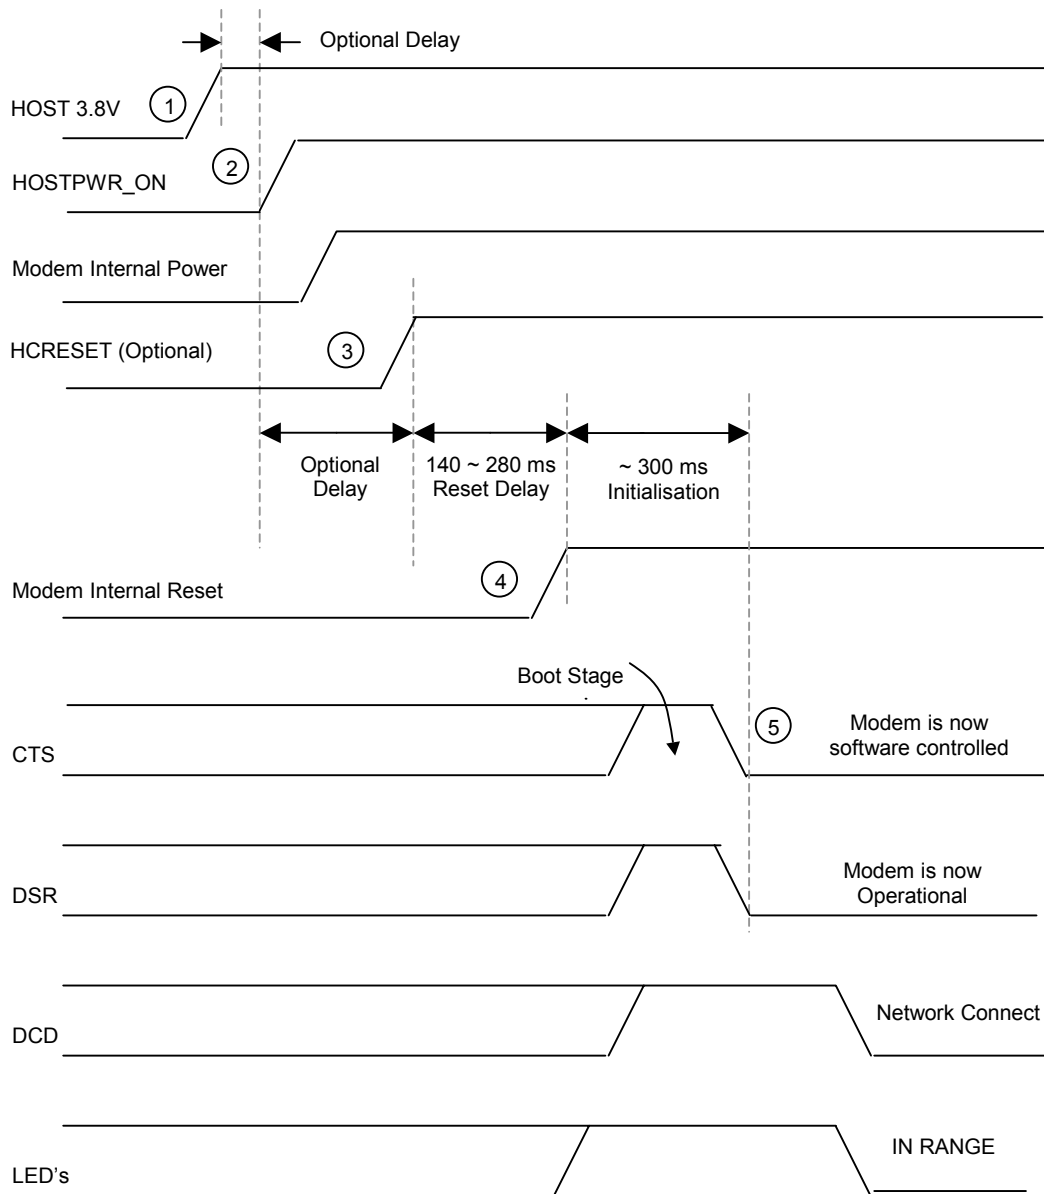 Optional Delay
HOST 3.8V
1
2
HOSTPWR_ON
Modem Internal Power
HCRESET (Optional)
3
Optional
Delay
140 ~ 280 ms
Reset Delay
~ 300 ms
Initialisation
Modem Internal Reset
4
Boot Stage
CTS
5
Modem is now
software controlled
DSR
Modem is now
Operational
DCD
Network Connect
LED's
IN RANGE